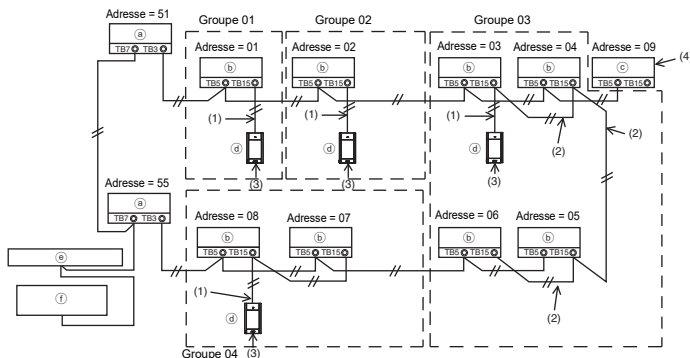 Groupe 01 Groupe 02 Groupe 03
Adresse = 51
ⓐ
TB7 TB3
Adresse = 01 Adresse = 02 Adresse = 03 Adresse = 04 Adresse = 09
ⓑ ⓑ ⓑ ⓑ ⓒ (4
TB5 TB15 TB5 TB15 TB5 TB15 TB5 TB15 TB5 TB15
(1) (1) (1) (2) (2)
ⓓ ⓓ ⓓ
(3) (3) (3)
Adresse = 55
ⓐ
TB7 TB3
Adresse = 08 Adresse = 07 Adresse = 06 Adresse = 05
ⓑ ⓑ ⓑ ⓑ
TB5 TB15 TB5 TB15 TB5 TB15 TB5 TB15
ⓔ
ⓕ
(1) (2)
ⓓ
Groupe 04 (3)